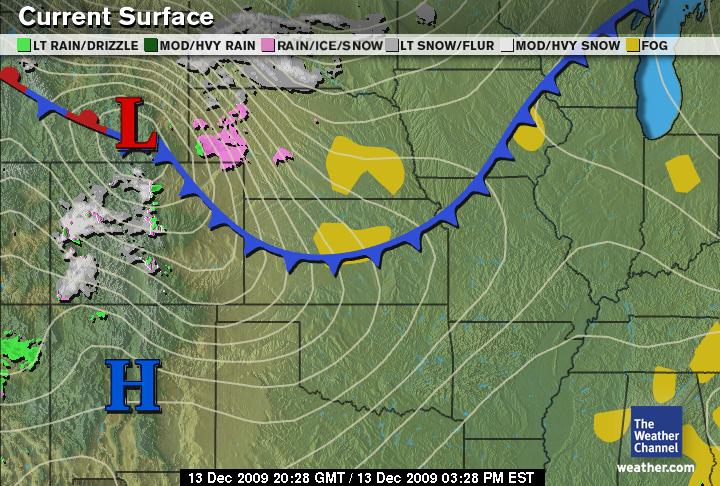 Current Surface
LT RAIN/DRIZZLE MOD/HVY RAIN RAIN/ICE/SNOW LT SNOW/FLUR MOD/HVY SNOW FOG
L
H
The
Weather
Channel
weather.com
13 Dec 2009 20:28 GMT / 13 Dec 2009 03:28 PM EST